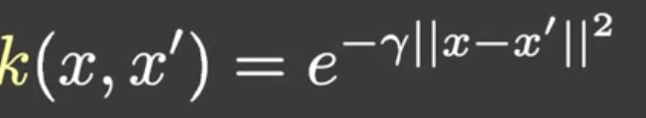 k(x, x′) = e^{−γ||x−x′||²}